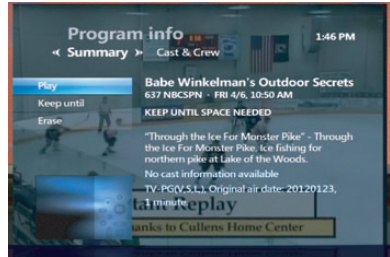 Program info
1:46 PM
Summary Cast & Crew
Play
Keep until
Erase
Babe Winkelman's Outdoor Secrets
637 NBCSPN · FRI 4/6, 10:50 AM
KEEP UNTIL SPACE NEEDED
"Through the Ice For Monster Pike" - Through
the Ice For Monster Pike. Ice fishing for
northern pike at Lake of the Woods.
No cast information available
TV-PG(V,S,L,), Original air date: 20120123,
1 minute
tant Replay
anks to Cullens Home Center